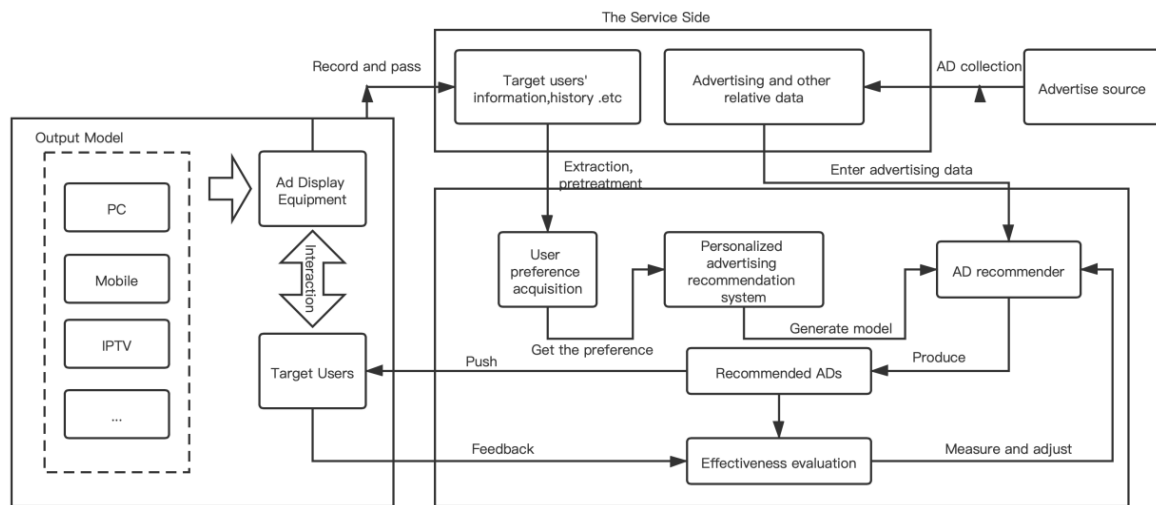 The Service Side
Record and pass
Target users'
information,history .etc
Advertising and other
relative data
AD collection
Advertise source
Output Model
PC
Mobile
IPTV
...
Ad Display
Equipment
Interaction
Target Users
Extraction,
pretreatment
Enter advertising data
User
preference
acquisition
Personalized
advertising
recommendation
system
AD recommender
Get the preference
Generate model
Push
Recommended ADs
Produce
Feedback
Effectiveness evaluation
Measure and adjust